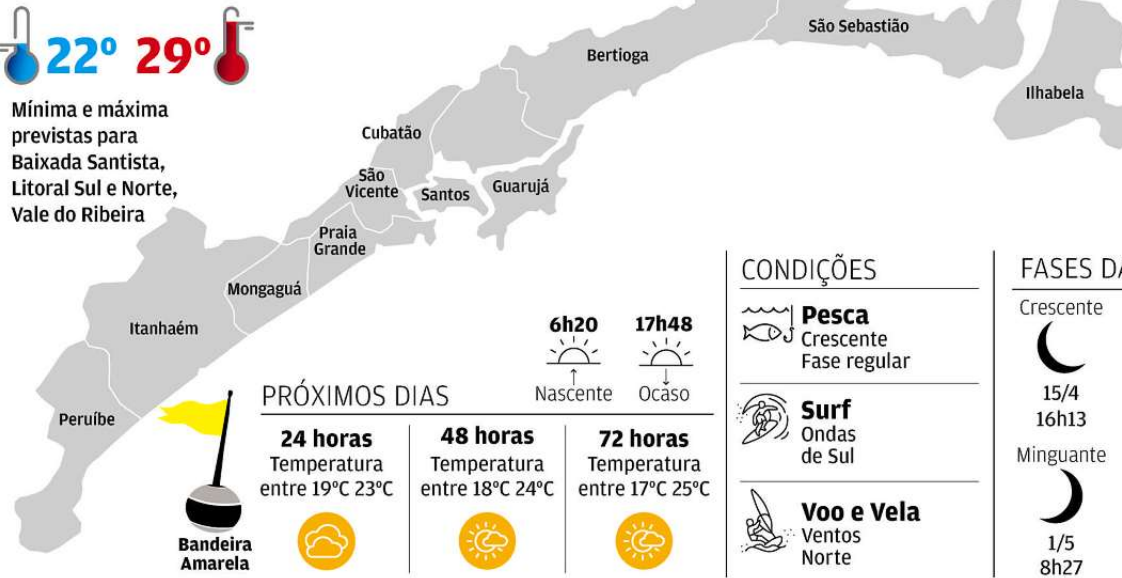 22º 29º
Mínima e máxima
previstas para
Baixada Santista,
Litoral Sul e Norte,
Vale do Ribeira
São Sebastião
Bertioga
Ilhabela
Cubatão
São
Vicente
Santos
Guarujá
Praia
Grande
Mongaguá
Itanhaém
Peruíbe
Bandeira
Amarela
6h20
Nascente
17h48
Ocaso
PRÓXIMOS DIAS
24 horas
Temperatura
entre 19ºC 23ºC
48 horas
Temperatura
entre 18ºC 24ºC
72 horas
Temperatura
entre 17ºC 25ºC
CONDIÇÕES
Pesca
Crescente
Fase regular
Surf
Ondas
de Sul
Voo e Vela
Ventos
Norte
FASES
Crescente
15/4
16h13
Minguante
1/5
8h27